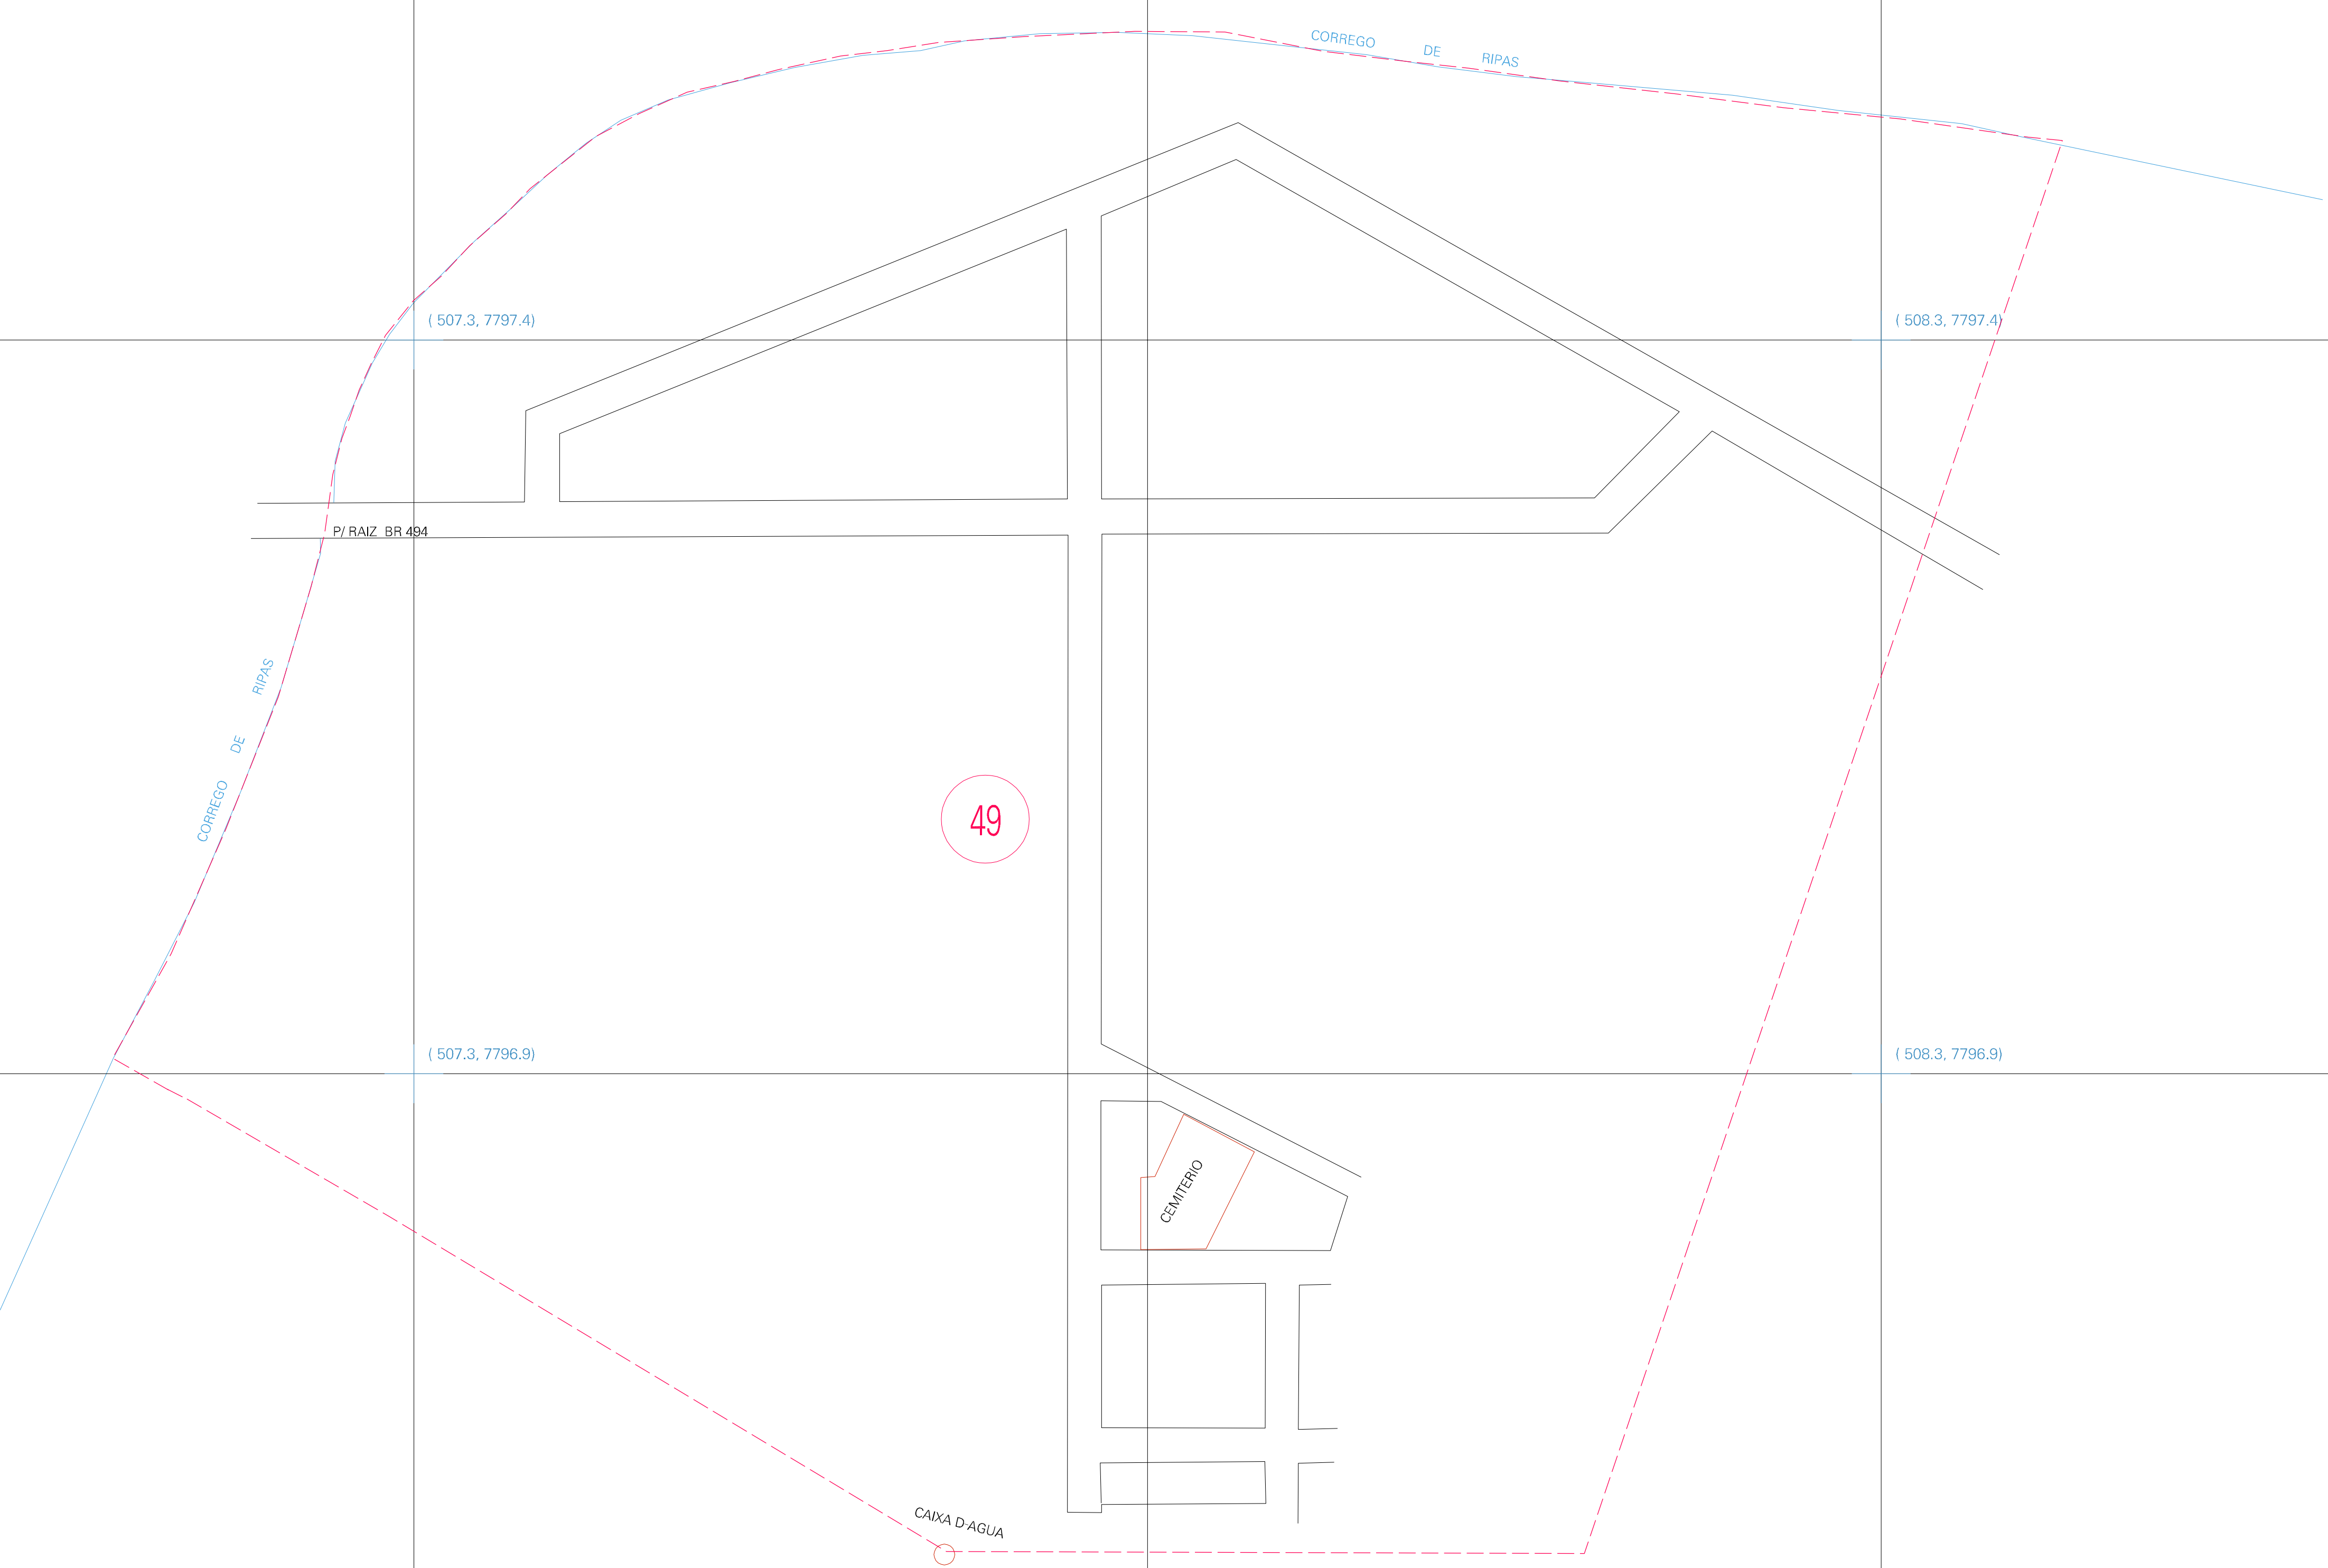 CORREGO DE RIPAS
( 507.3, 7797.4)
( 508.3, 7797.4)
P/ RAIZ BR 494
CORREGO DE RIPAS
49
( 507.3, 7796.9)
( 508.3, 7796.9)
CEMITERIO
CAIXA D-AGUA